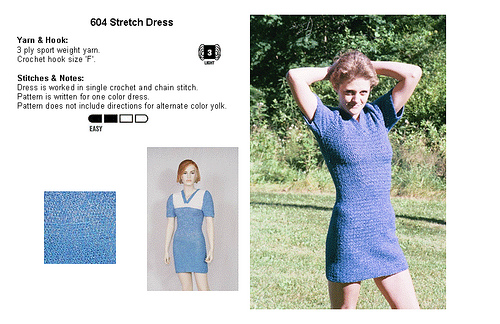 604 Stretch Dress
Yarn & Hook:
3 ply sport weight yarn.
Crochet hook size 'F'.
3
LIGHT
Stitches & Notes:
Dress is worked in single crochet and chain stitch.
Pattern is written for one color dress.
Pattern does not include directions for alternate color yolk.
EASY